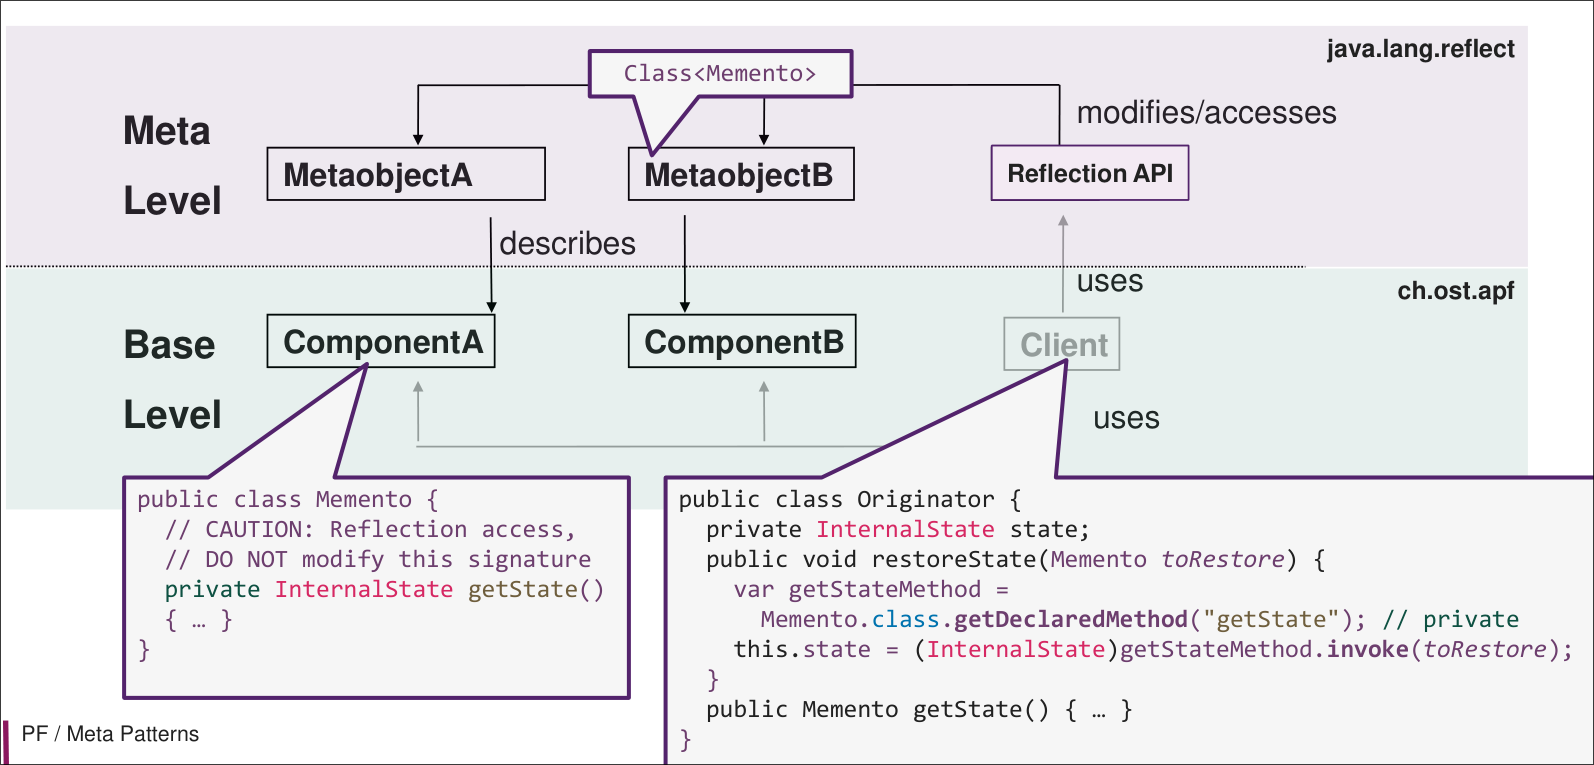 java.lang.reflect
Class<Memento>
modifies/accesses
Meta
Level
MetaobjectA
MetaobjectB
Reflection API
describes
uses
ch.ost.apf
Base
Level
ComponentA
ComponentB
Client
uses
public class Memento {
// CAUTION: Reflection access,
// DO NOT modify this signature
private InternalState getState()
{ … }
}
public class Originator {
private InternalState state;
public void restoreState(Memento toRestore) {
var getStateMethod =
Memento.class.getDeclaredMethod("getState"); // private
this.state = (InternalState)getStateMethod.invoke(toRestore);
}
public Memento getState() { … }
}
PF / Meta Patterns